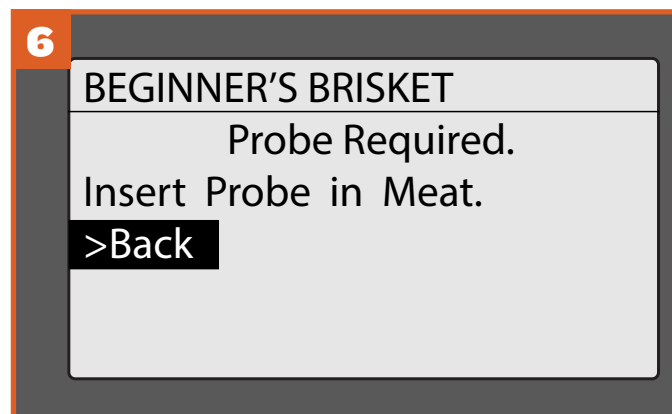 6
BEGINNER’S BRISKET
Probe Required.
Insert Probe in Meat.
>Back